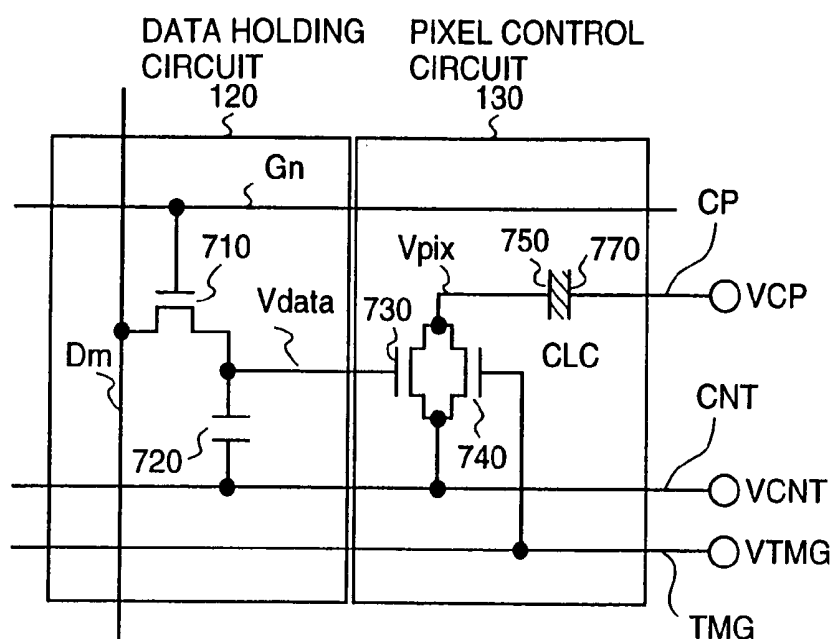 DATA HOLDING
CIRCUIT
120
PIXEL CONTROL
CIRCUIT
130
Gn
CP
710
Vpix
750
770
VCP
Vdata
730
CLC
Dm
CNT
720
740
VCNT
VTMG
TMG